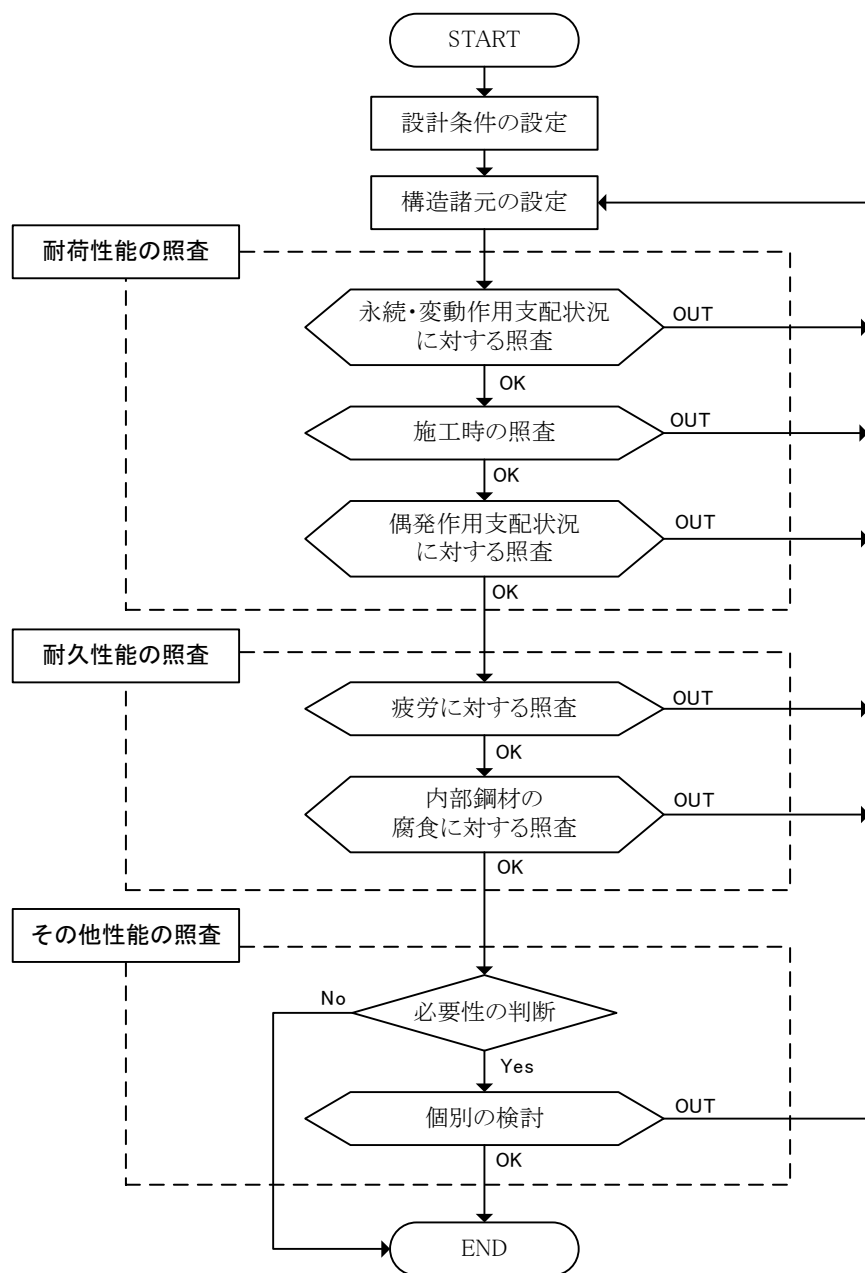 START
設計条件の設定
構造諸元の設定
耐荷性能の照査
永続・変動作用支配状況
に対する照査
OUT
OK
施工時の照査
OUT
OK
偶発作用支配状況
に対する照査
OUT
OK
耐久性能の照査
疲労に対する照査
OUT
OK
内部鋼材の
腐食に対する照査
OUT
OK
その他性能の照査
必要性の判断
No
Yes
個別の検討
OUT
OK
END